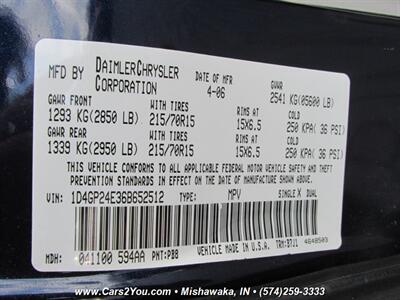 MFD BY DAIMLERCHRYSLER CORPORATION
DATE OF MFR 4-06
GVWR 2541 KG(05600 LB)
GAWR FRONT WITH TIRES RIMS AT COLD
1293 KG(2850 LB) 215/70R15 15X6.5 250 KPA( 36 PSI)
GAWR REAR WITH TIRES RIMS AT COLD
1339 KG(2950 LB) 215/70R15 15X6.5 250 KPA( 36 PSI)
THIS VEHICLE CONFORMS TO ALL APPLICABLE FEDERAL MOTOR VEHICLE SAFETY AND THEFT
PREVENTION STANDARDS IN EFFECT ON THE DATE OF MANUFACTURE SHOWN ABOVE.
VIN: 1D4GP24E36B652512 TYPE: MPV SINGLE X DUAL
MDH: 041100 594AA PNT:PBB VEHICLE MADE IN U.S.A. TRM:B7J1 4648503
www.Cars2You.com - Mishawaka, IN - (574)-259-3333